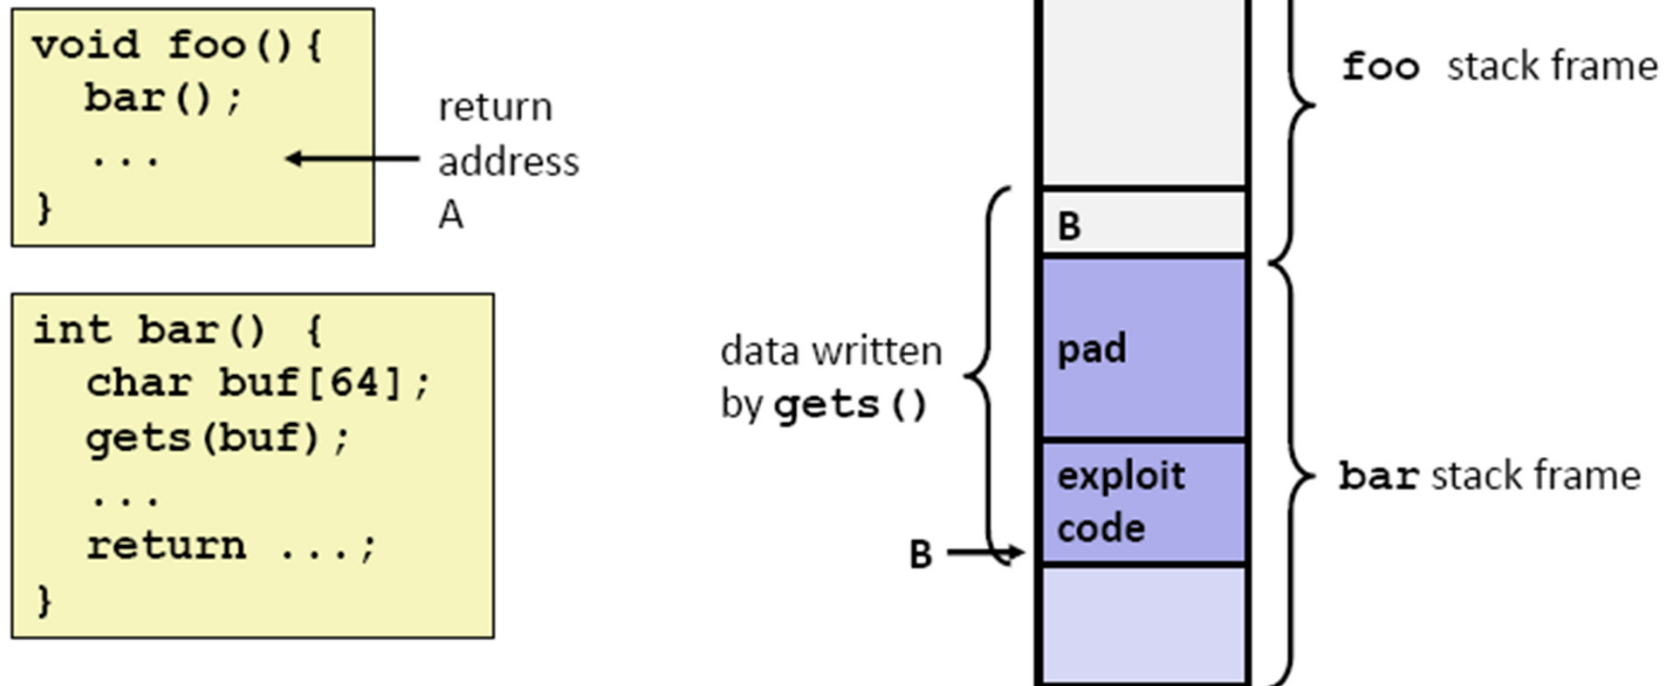 void foo(){
bar();
...
}
return
address
A
int bar() {
char buf[64];
gets(buf);
...
return ...;
}
foo stack frame
B
pad
data written
by gets()
exploit
code
B
bar stack frame